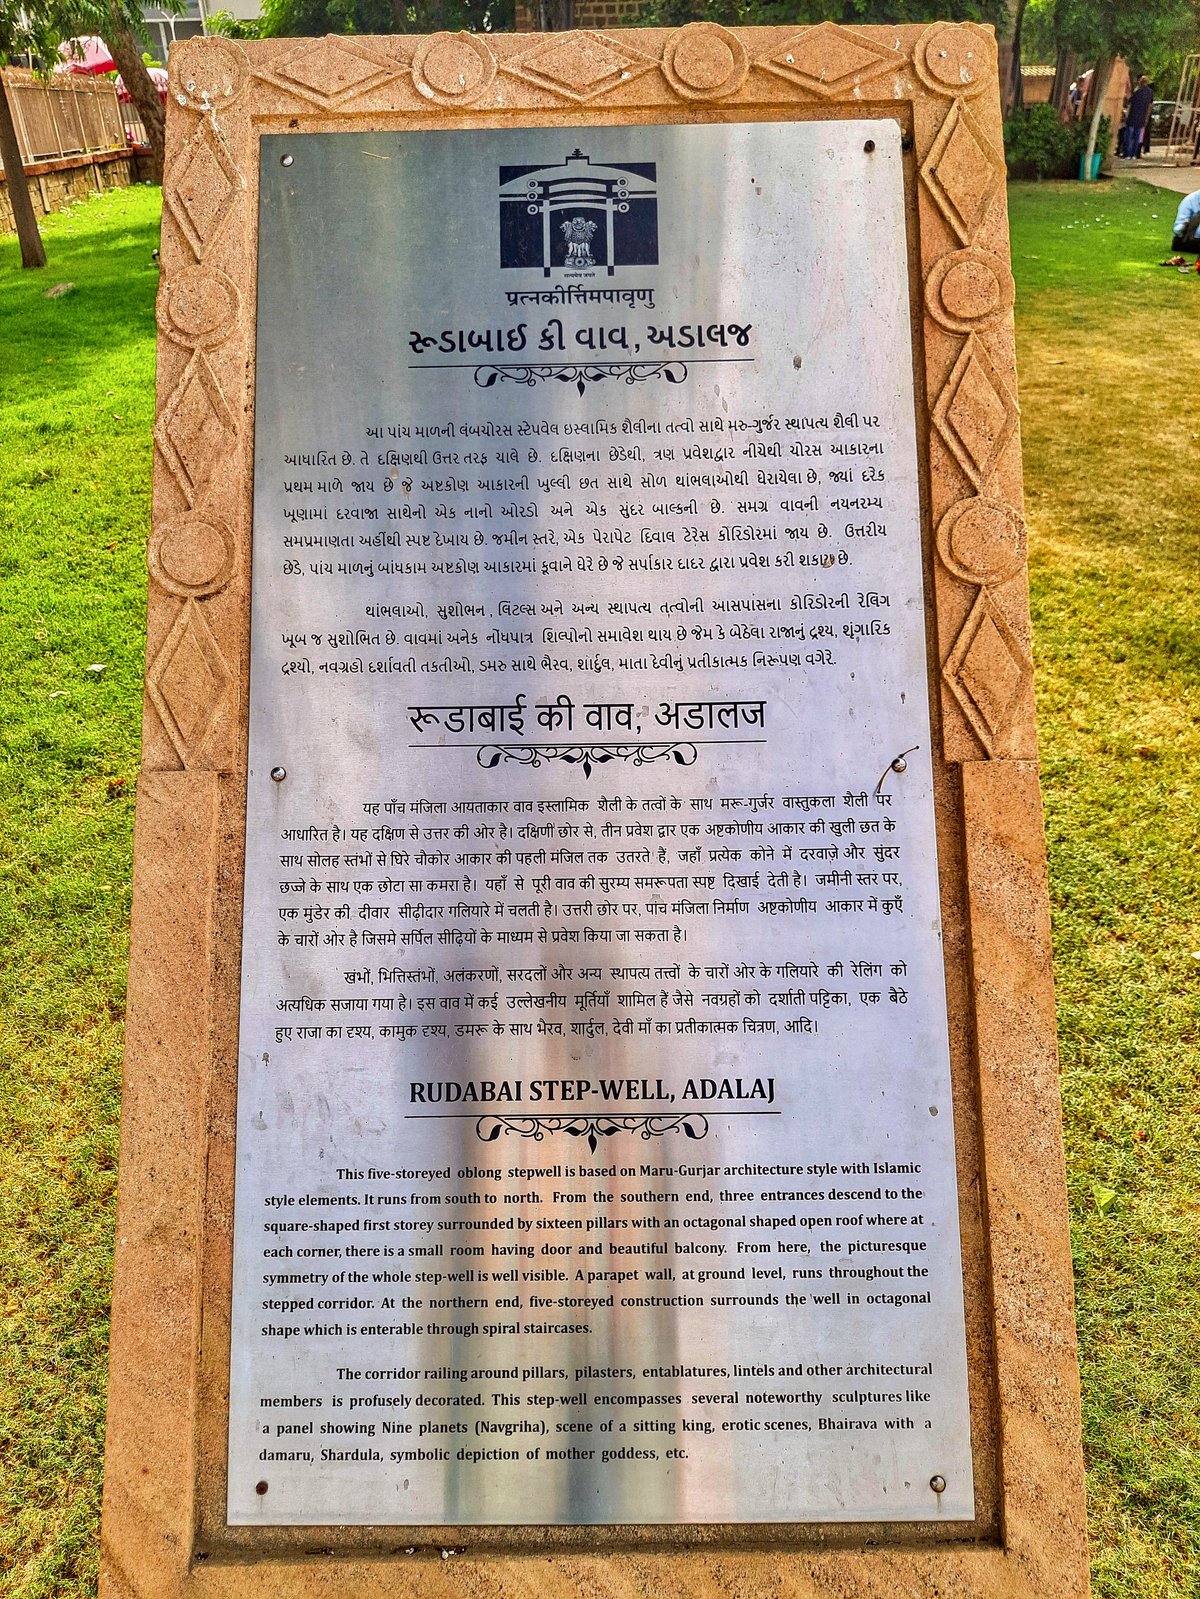 सत्यमेव जयते
प्रत्नकीर्त्तिमपावृणु
રૂડાબાઈ કી વાવ, અડાલજ
આ પાંચ માળની લંબચોરસ સ્ટેપવેલ ઇસ્લામિક શૈલીના તત્વો સાથે મરુ-ગુર્જર સ્થાપત્ય શૈલી પર
આધારિત છે. તે દક્ષિણથી ઉત્તર તરફ ચાલે છે. દક્ષિણના છેડેથી, ત્રણ પ્રવેશદ્વાર નીચેથી ચોરસ આકારના
પ્રથમ માળે જાય છે જે અષ્ટકોણ આકારની ખુલ્લી છત સાથે સોળ થાંભલાઓથી ઘેરાયેલા છે, જ્યાં દરેક
ખૂણામાં દરવાજા સાથેનો એક નાનો ઓરડો અને એક સુંદર બાલ્કની છે. સમગ્ર વાવની નયનરમ્ય
સમપ્રમાણતા અહીંથી સ્પષ્ટ દેખાય છે. જમીન સ્તરે, એક પેરાપેટ દિવાલ ટેરેસ કોરિડોરમાં જાય છે. ઉત્તરીય
છેડે, પાંચ માળનું બાંધકામ અષ્ટકોણ આકારમાં કૂવાને ઘેરે છે જે સર્પાકાર દાદર દ્વારા પ્રવેશ કરી શકાય છે.
થાંભલાઓ, સુશોભન, લિટલ્સ અને અન્ય સ્થાપત્ય તત્વોની આસપાસના કોરિડોરની રેલિંગ
ખૂબ જ સુશોભિત છે. વાવમાં અનેક નોંધપાત્ર શિલ્પોનો સમાવેશ થાય છે જેમ કે બેઠેલા રાજાનું દ્રશ્ય, શૃંગારિક
દ્રશ્યો, નવગ્રહો દર્શાવતી તકતીઓ, ડમરુ સાથે ભૈરવ, શાર્દુલ, માતા દેવીનું પ્રતીકાત્મક નિરૂપણ વગેરે.
रूडाबाई की वाव, अडालज
यह पाँच मंजिला आयताकार वाव इस्लामिक शैली के तत्वों के साथ मरू-गुर्जर वास्तुकला शैली पर
आधारित है। यह दक्षिण से उत्तर की ओर है। दक्षिणी छोर से, तीन प्रवेश द्वार एक अष्टकोणीय आकार की खुली छत के
साथ सोलह स्तंभों से घिरे चौकोर आकार की पहली मंजिल तक उतरते हैं, जहाँ प्रत्येक कोने में दरवाज़े और सुंदर
छज्जे के साथ एक छोटा सा कमरा है। यहाँ से पूरी वाव की सुरम्य समरूपता स्पष्ट दिखाई देती है। जमीनी स्तर पर,
एक मुंडेर की दीवार सीढ़ीदार गलियारे में चलती है। उत्तरी छोर पर, पांच मंजिला निर्माण अष्टकोणीय आकार में कुएँ
के चारों ओर है जिसमे सर्पिल सीढ़ियों के माध्यम से प्रवेश किया जा सकता है।
खंभों, भित्तिस्तंभों, अलंकरणों, सरदलों और अन्य स्थापत्य तत्त्वों के चारों ओर के गलियारे की रेलिंग को
अत्यधिक सजाया गया है। इस वाव में कई उल्लेखनीय मूर्तियाँ शामिल हैं जैसे नवग्रहों को दर्शाती पट्टिका, एक बैठे
हुए राजा का दृश्य, कामुक दृश्य, डमरू के साथ भैरव, शार्दुल, देवी माँ का प्रतीकात्मक चित्रण, आदि।
RUDABAI STEP-WELL, ADALAJ
This five-storeyed oblong stepwell is based on Maru-Gurjar architecture style with Islamic
style elements. It runs from south to north. From the southern end, three entrances descend to the
square-shaped first storey surrounded by sixteen pillars with an octagonal shaped open roof where at
each corner, there is a small room having door and beautiful balcony. From here, the picturesque
symmetry of the whole step-well is well visible. A parapet wall, at ground level, runs throughout the
stepped corridor. At the northern end, five-storeyed construction surrounds the well in octagonal
shape which is enterable through spiral staircases.
The corridor railing around pillars, pilasters, entablatures, lintels and other architectural
members is profusely decorated. This step-well encompasses several noteworthy sculptures like
a panel showing Nine planets (Navgriha), scene of a sitting king, erotic scenes, Bhairava with a
damaru, Shardula, symbolic depiction of mother goddess, etc.